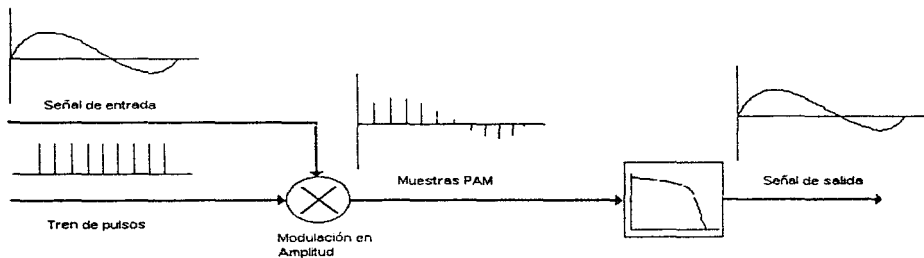 Señal de entrada
Muestras PAM
Señal de salida
Tren de pulsos
Modulación en
Amplitud